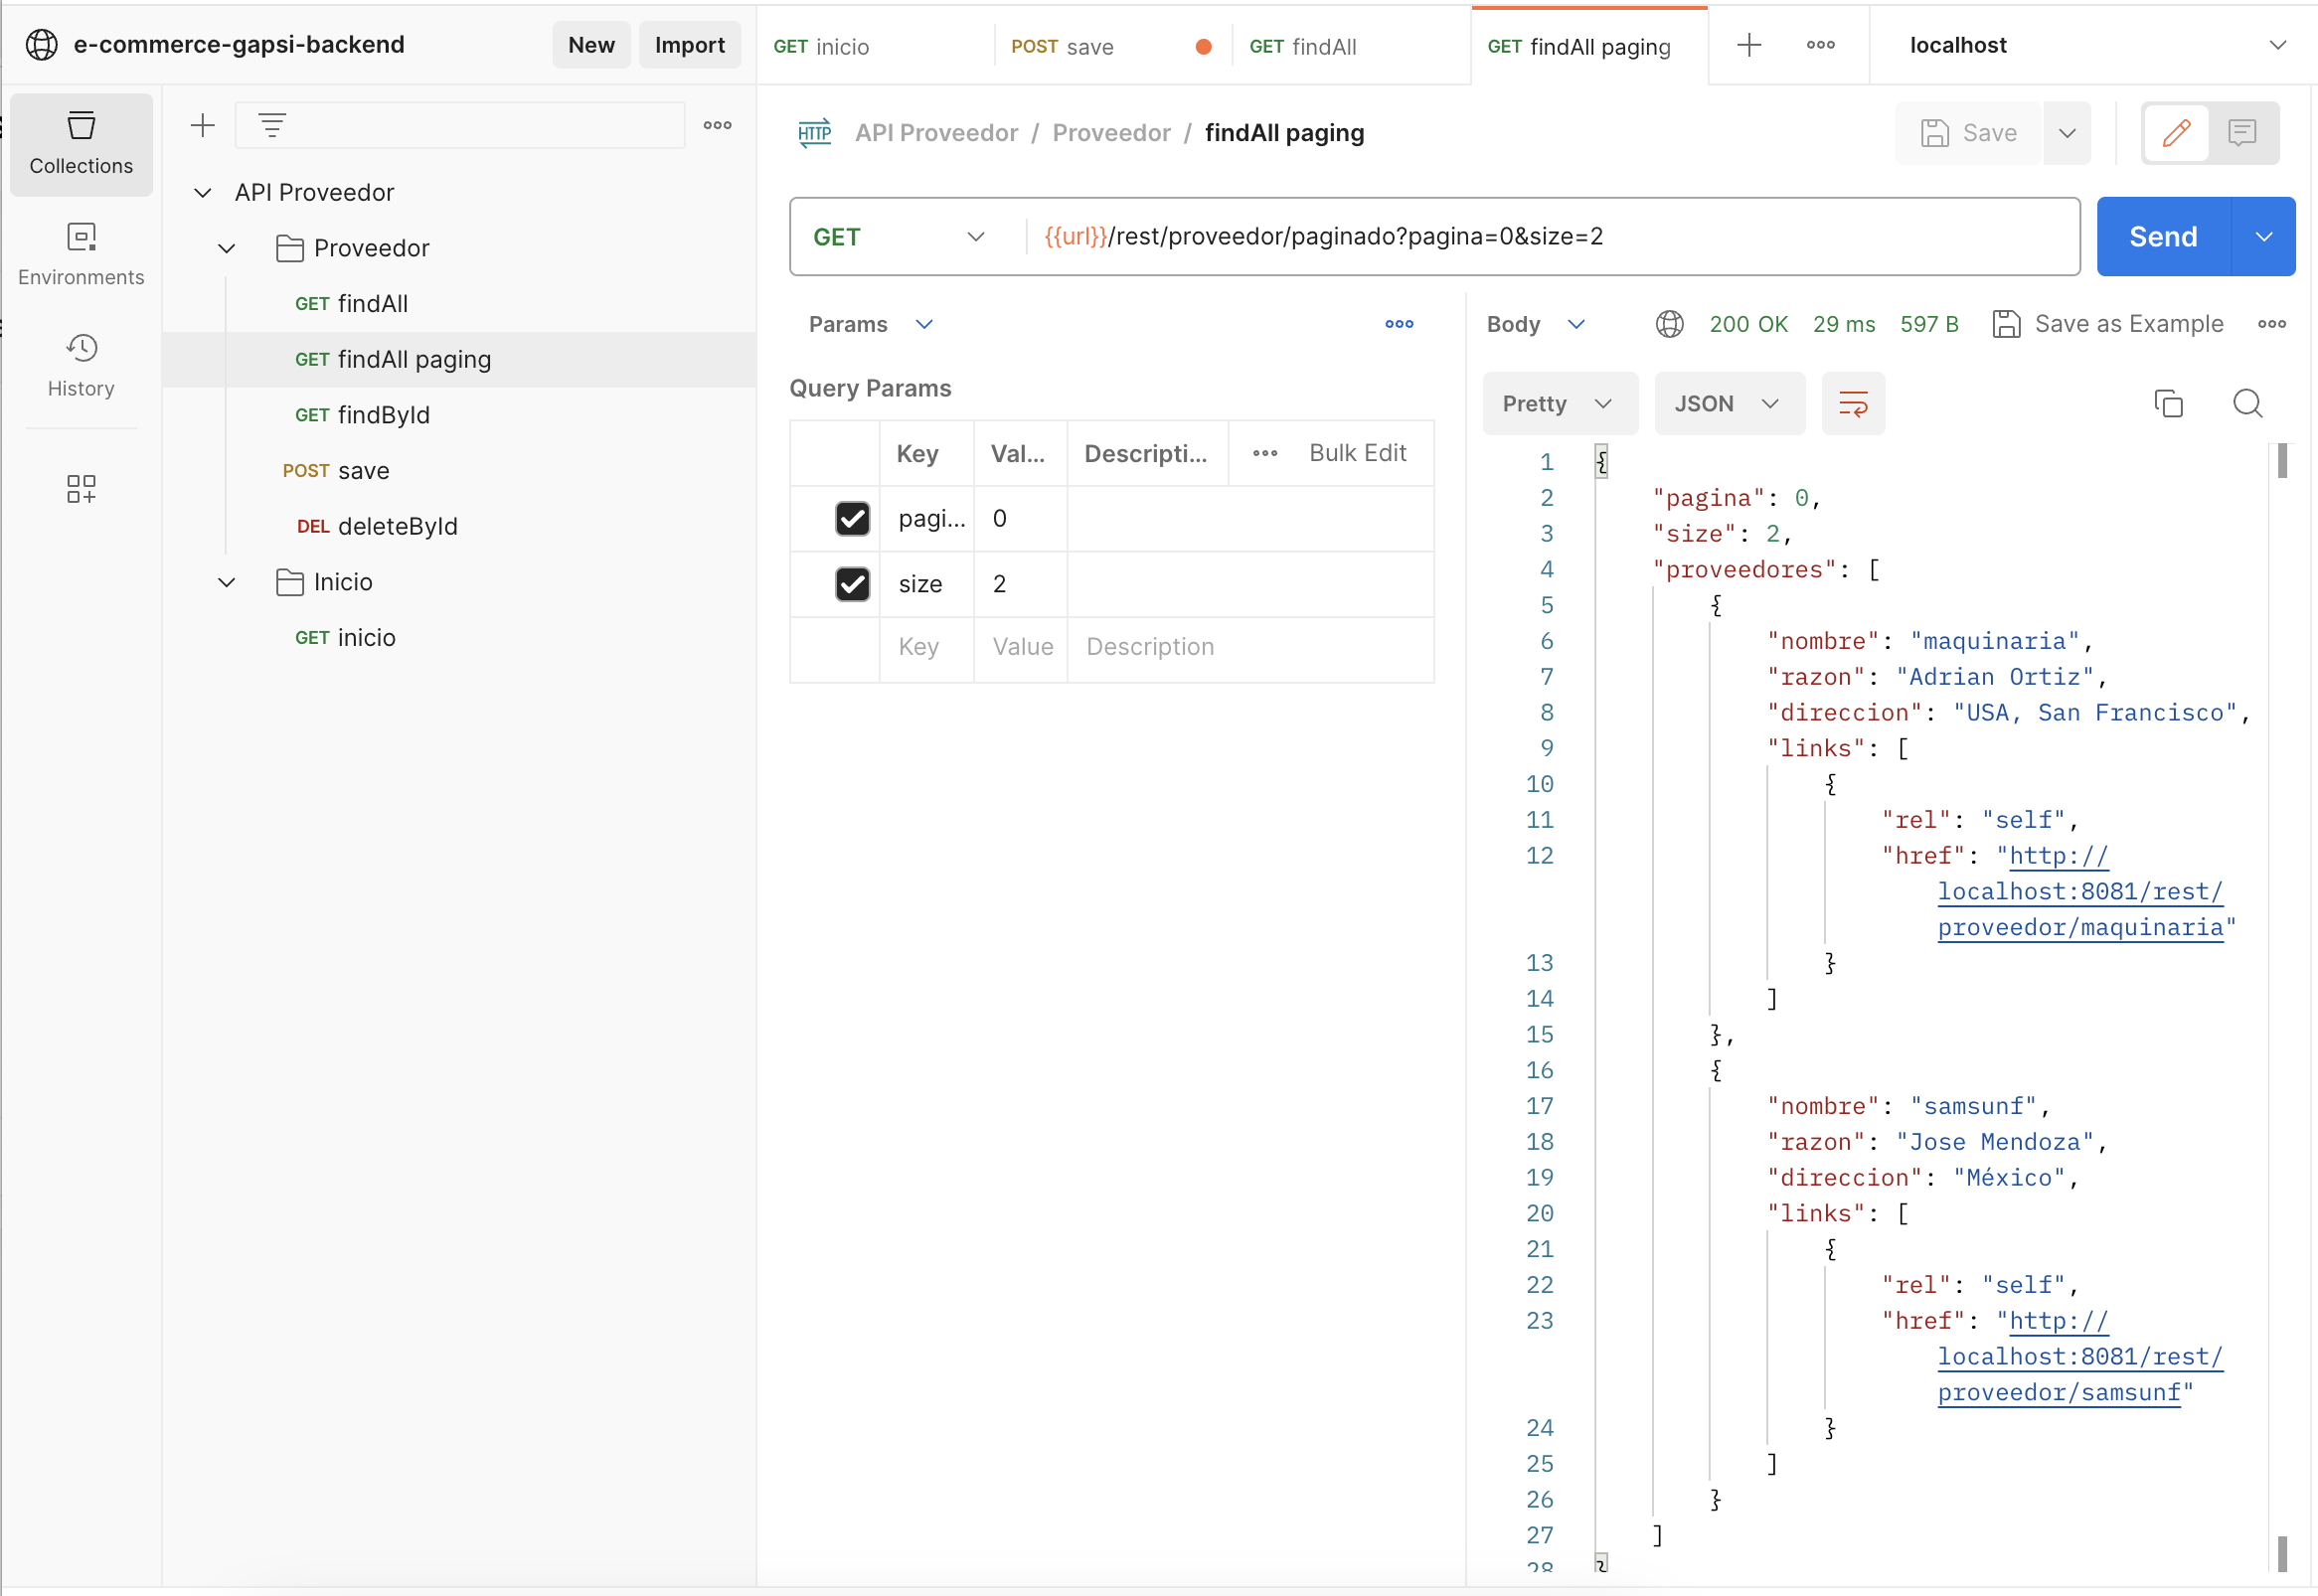 e-commerce-gapsi-backend New Import
GET inicio POST save GET findAll GET findAll paging localhost
Collections
Environments
History
API Proveedor
Proveedor
GET findAll
GET findAll paging
GET findById
POST save
DEL deleteById
Inicio
GET inicio
HTTP API Proveedor / Proveedor / findAll paging Save
GET {{url}}/rest/proveedor/paginado?pagina=0&size=2 Send
Params
Query Params
Key Val... Descripti... Bulk Edit
pagi... 0
size 2
Key Value Description
Body 200 OK 29 ms 597 B Save as Example
Pretty JSON
1 {
2 "pagina": 0,
3 "size": 2,
4 "proveedores": [
5 {
6 "nombre": "maquinaria",
7 "razon": "Adrian Ortiz",
8 "direccion": "USA, San Francisco",
9 "links": [
10 {
11 "rel": "self",
12 "href": "http://
localhost:8081/rest/
proveedor/maquinaria"
13 }
14 ]
15 },
16 {
17 "nombre": "samsunf",
18 "razon": "Jose Mendoza",
19 "direccion": "México",
20 "links": [
21 {
22 "rel": "self",
23 "href": "http://
localhost:8081/rest/
proveedor/samsunf"
24 }
25 ]
26 }
27 ]
28 }